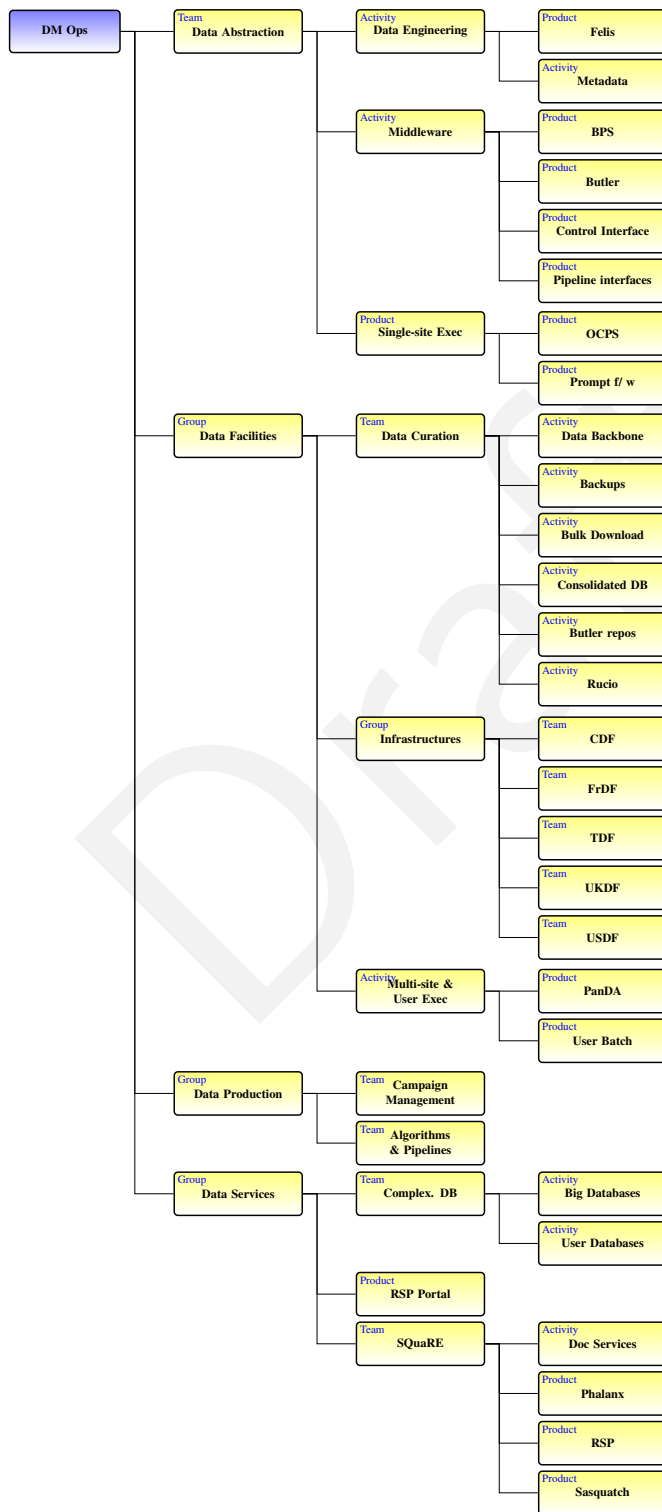 DM Ops
Team
Data Abstraction
Activity
Data Engineering
Product
Felis
Activity
Metadata
Activity
Middleware
Product
BPS
Product
Butler
Product
Control Interface
Product
Pipeline interfaces
Product
Single-site Exec
Product
OCPS
Product
Prompt f/ w
Group
Data Facilities
Team
Data Curation
Activity
Data Backbone
Activity
Backups
Activity
Bulk Download
Activity
Consolidated DB
Activity
Butler repos
Activity
Rucio
Group
Infrastructures
Team
CDF
Team
FrDF
Team
TDF
Team
UKDF
Team
USDF
Activity
Multi-site &
User Exec
Product
PanDA
Product
User Batch
Group
Data Production
Team
Campaign
Management
Team
Algorithms
& Pipelines
Group
Data Services
Team
Complex. DB
Activity
Big Databases
Activity
User Databases
Product
RSP Portal
Team
SQuaRE
Activity
Doc Services
Product
Phalanx
Product
RSP
Product
Sasquatch
Draf